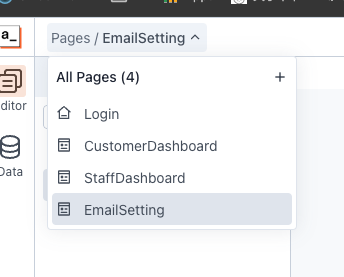 a_
Pages / EmailSetting
All Pages (4)
Login
CustomerDashboard
StaffDashboard
EmailSetting
ditor
Data